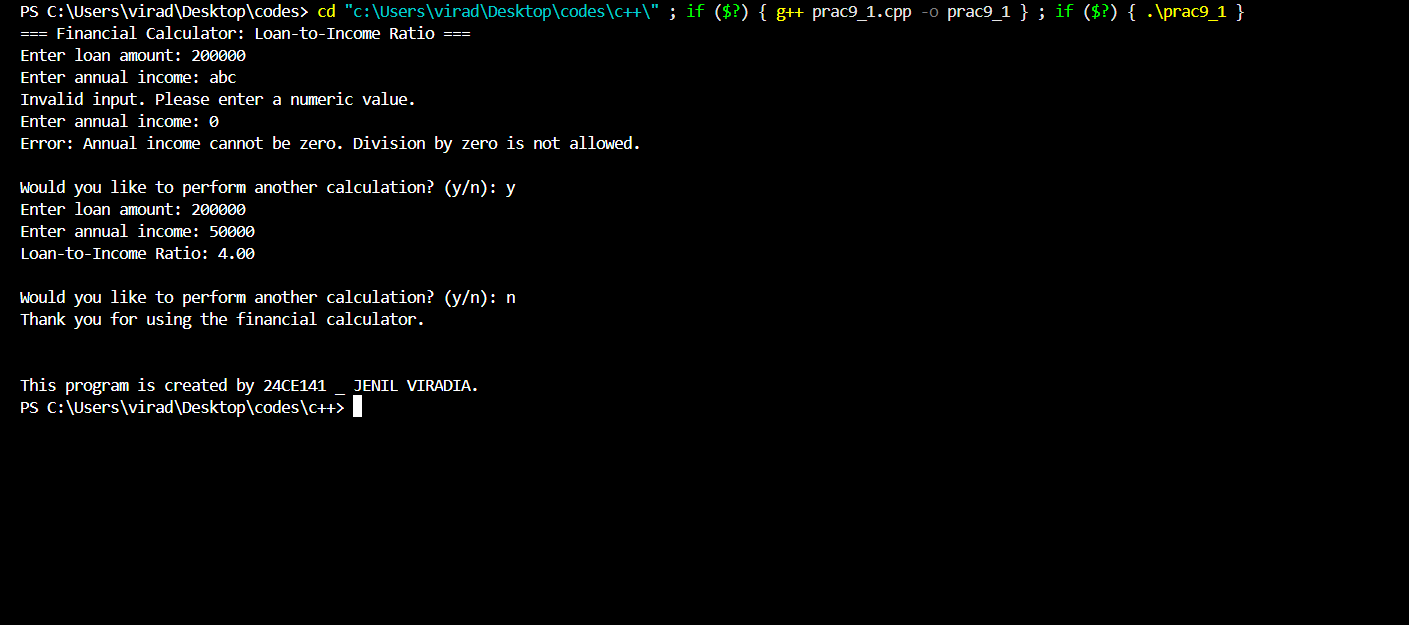 PS C:\Users\virad\Desktop\codes> cd "c:\Users\virad\Desktop\codes\c++\" ; if ($?) { g++ prac9_1.cpp -o prac9_1 } ; if ($?) { .\prac9_1 }
=== Financial Calculator: Loan-to-Income Ratio ===
Enter loan amount: 200000
Enter annual income: abc
Invalid input. Please enter a numeric value.
Enter annual income: 0
Error: Annual income cannot be zero. Division by zero is not allowed.
Would you like to perform another calculation? (y/n): y
Enter loan amount: 200000
Enter annual income: 50000
Loan-to-Income Ratio: 4.00
Would you like to perform another calculation? (y/n): n
Thank you for using the financial calculator.
This program is created by 24CE141 _ JENIL VIRADIA.
PS C:\Users\virad\Desktop\codes\c++>